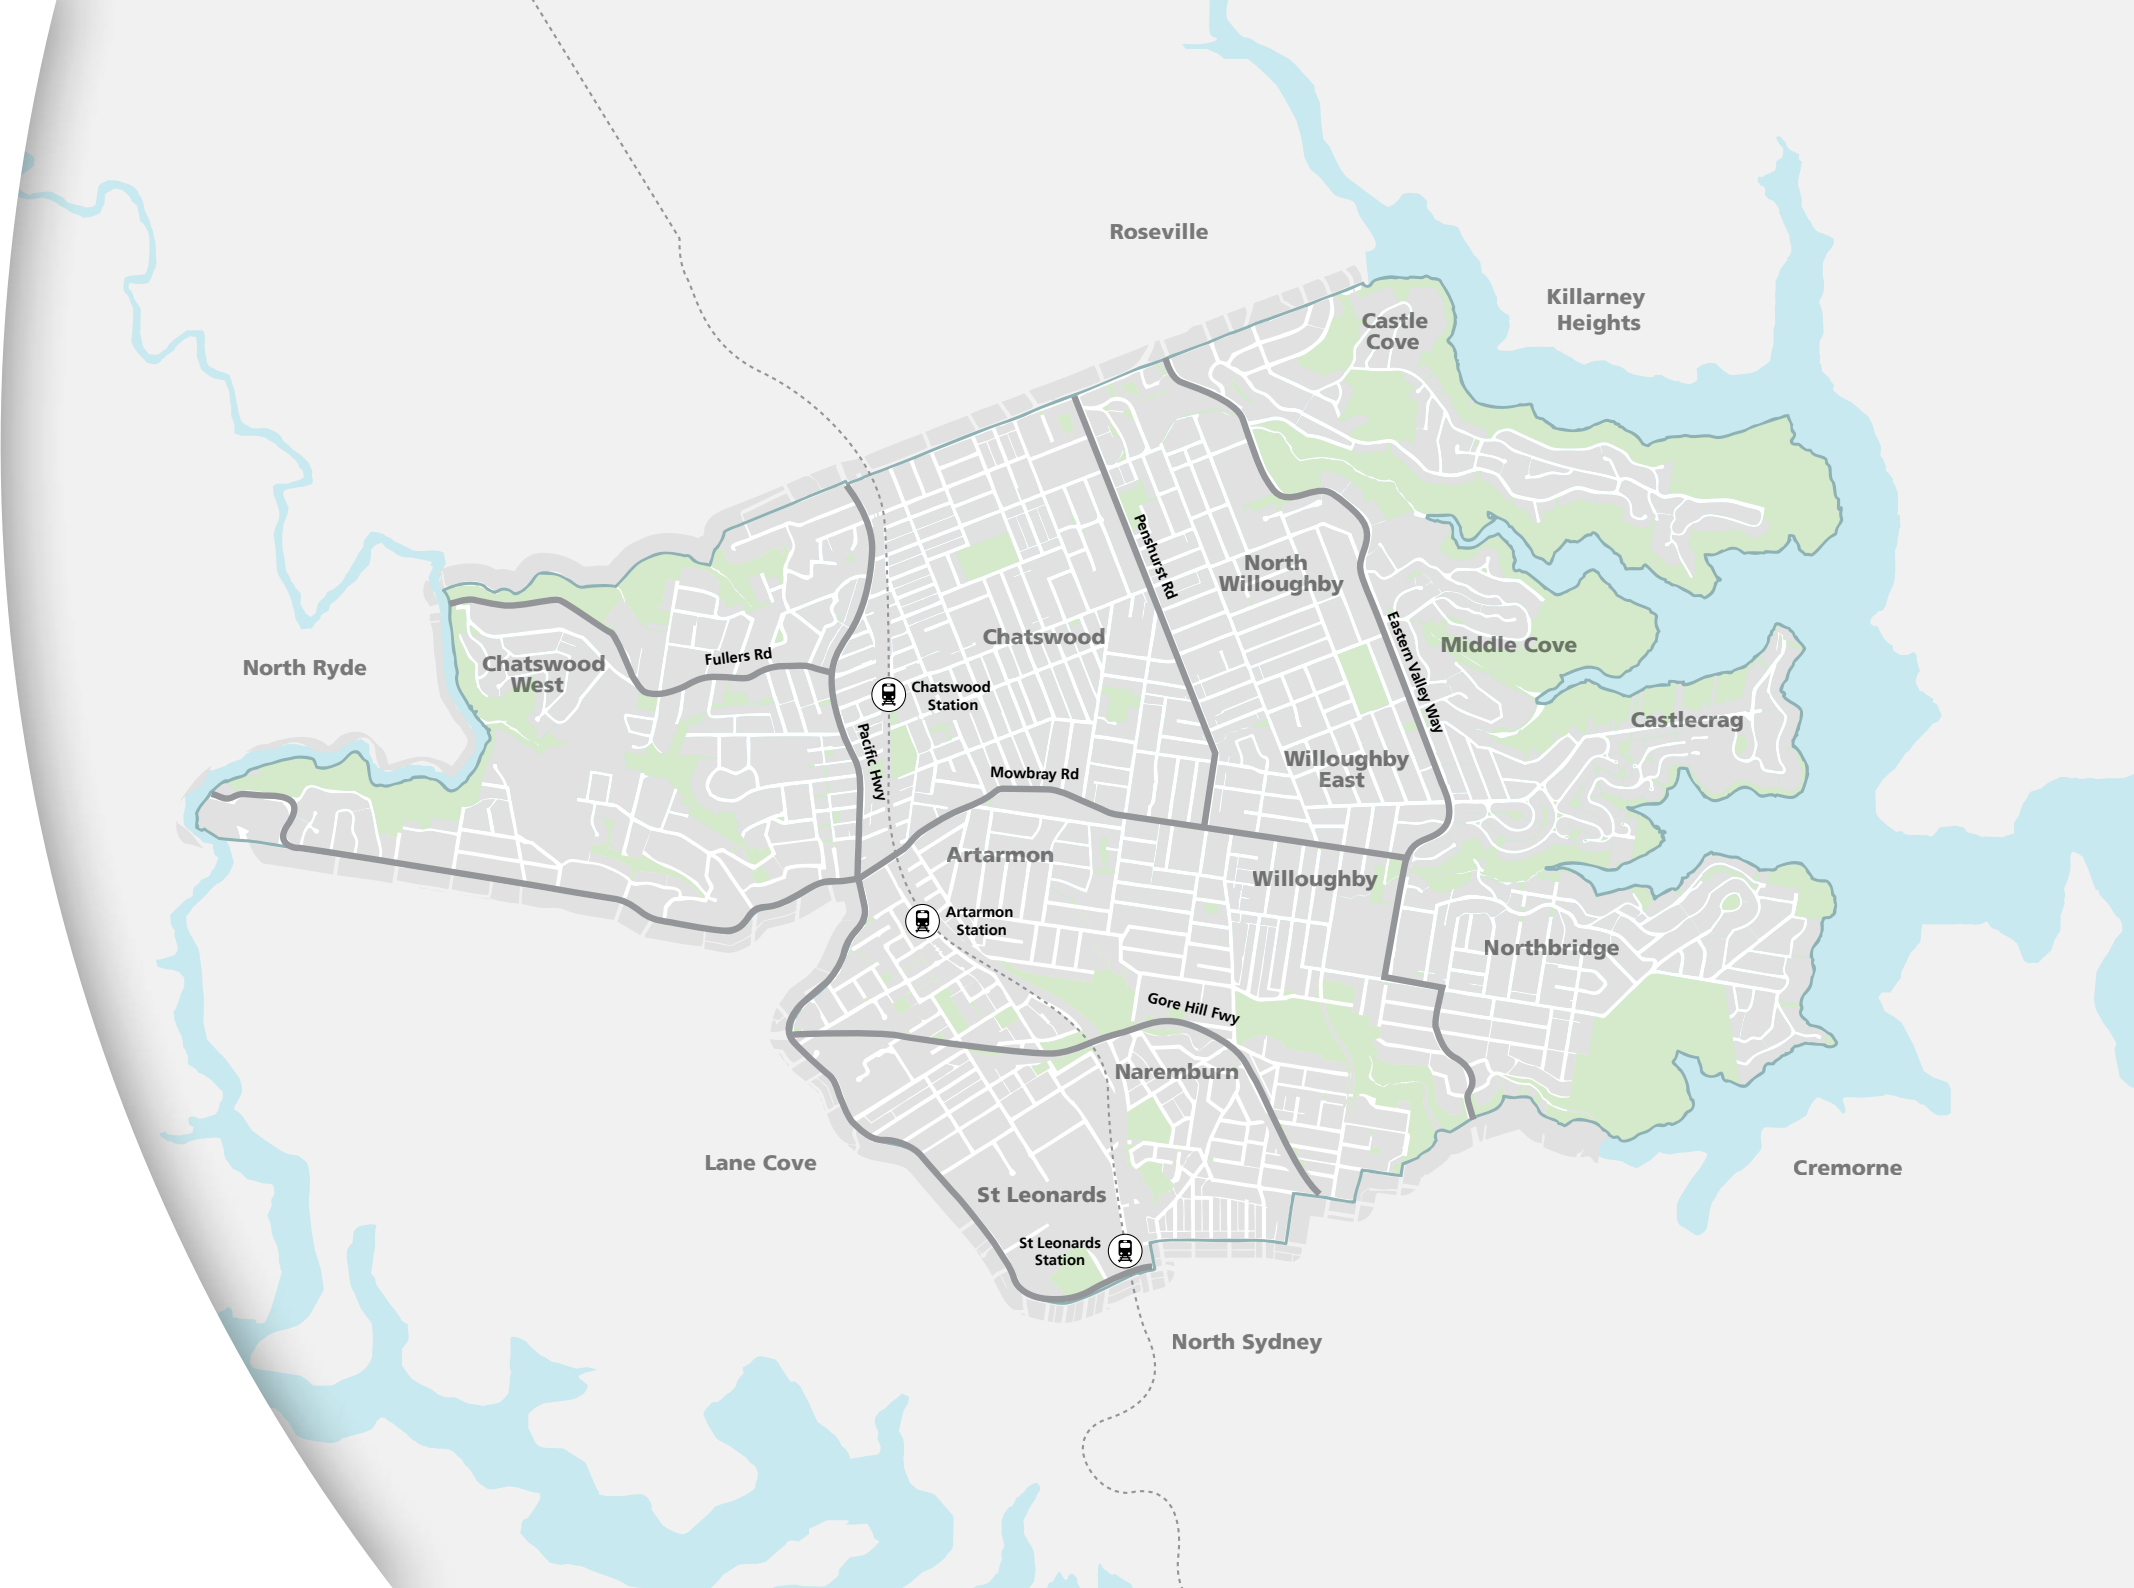 Roseville
Killarney
Heights
Castle
Cove
Penshurst Rd
North
Willoughby
Chatswood
Eastern Valley Way
Middle Cove
North Ryde
Chatswood
West
Fullers Rd
Chatswood
Station
Castlecrag
Pacific Hwy
Mowbray Rd
Willoughby
East
Artarmon
Willoughby
Artarmon
Station
Northbridge
Gore Hill Fwy
Naremburn
Lane Cove
Cremorne
St Leonards
St Leonards
Station
North Sydney